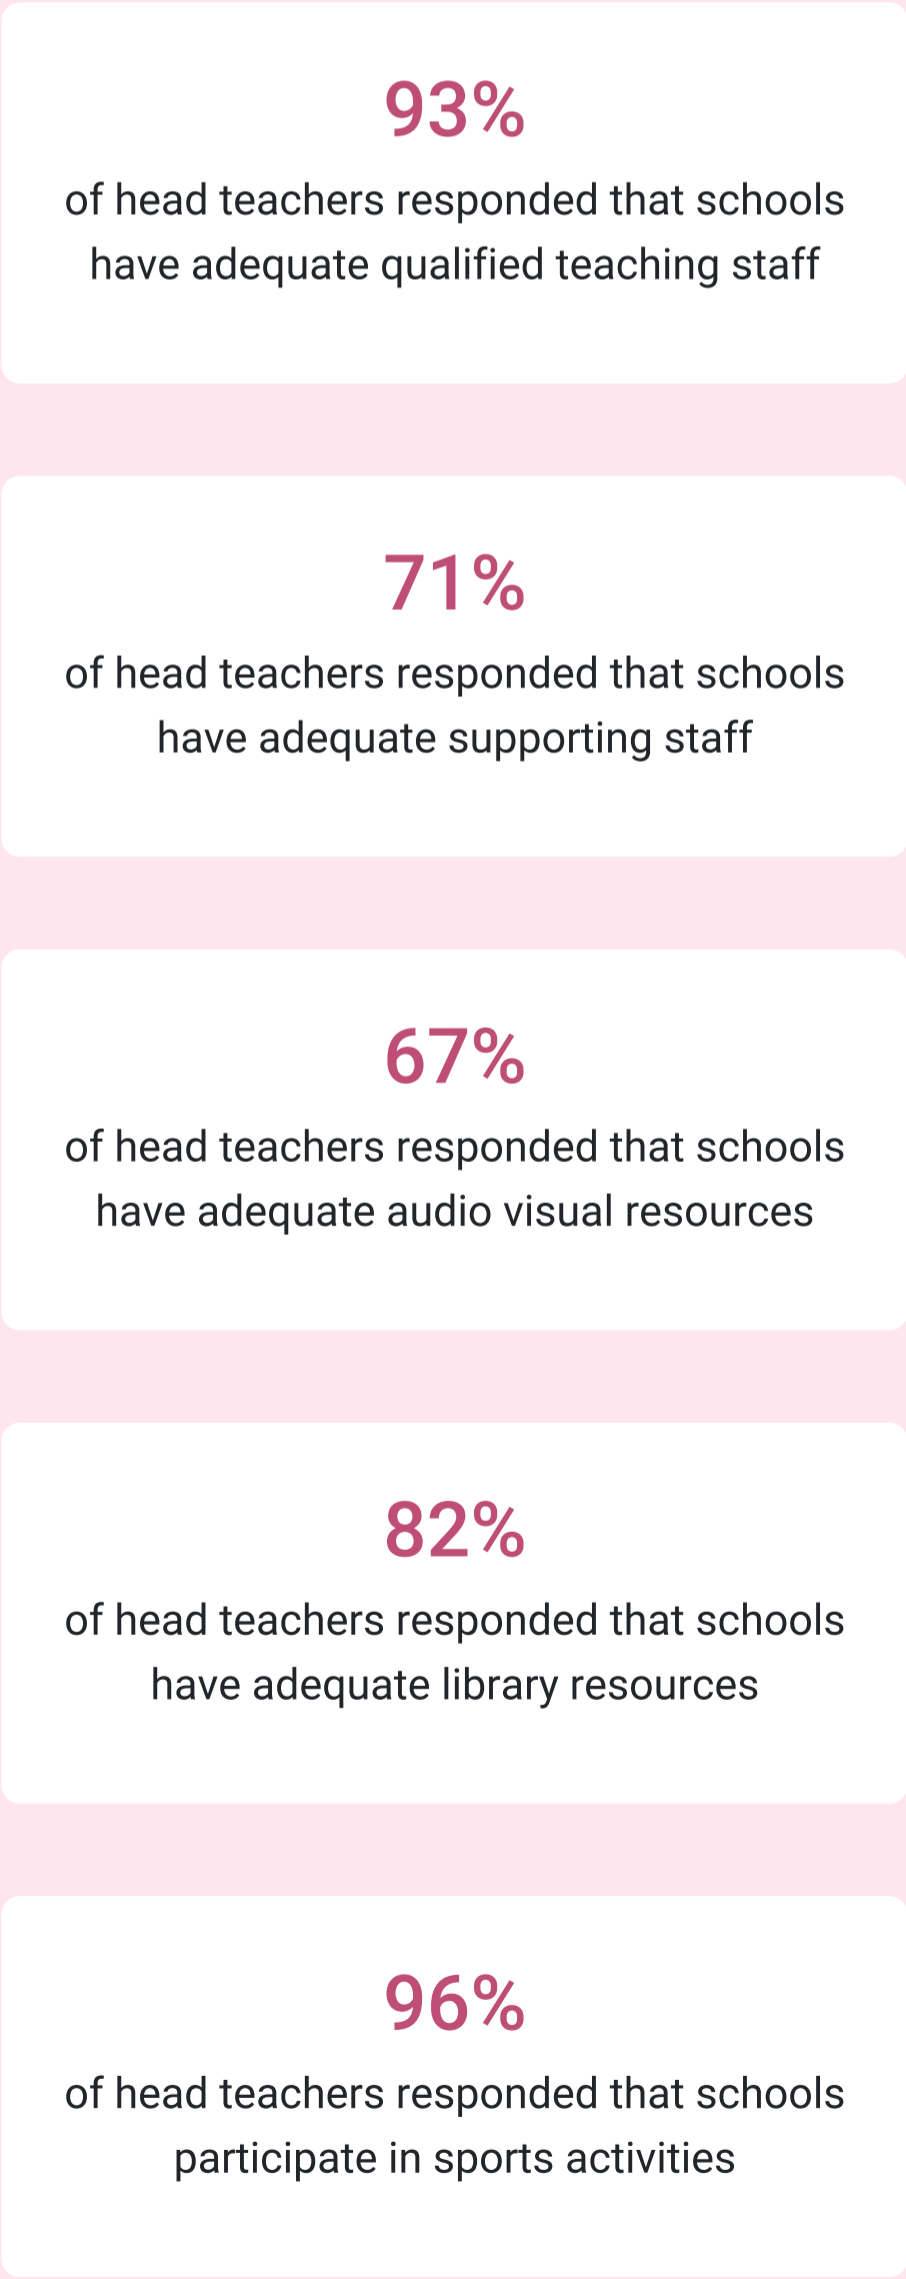 93%
of head teachers responded that schools
have adequate qualified teaching staff
71%
of head teachers responded that schools
have adequate supporting staff
67%
of head teachers responded that schools
have adequate audio visual resources
82%
of head teachers responded that schools
have adequate library resources
96%
of head teachers responded that schools
participate in sports activities